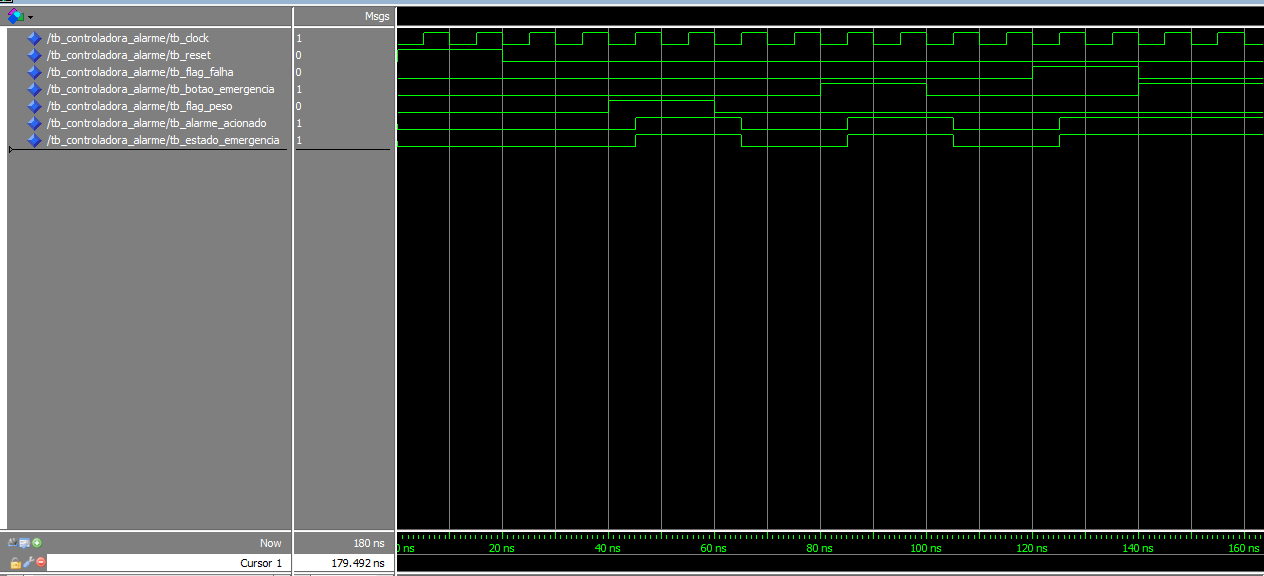 Msgs
/tb_controladora_alarme/tb_clock 1
/tb_controladora_alarme/tb_reset 0
/tb_controladora_alarme/tb_flag_falha 0
/tb_controladora_alarme/tb_botao_emergencia 1
/tb_controladora_alarme/tb_flag_peso 0
/tb_controladora_alarme/tb_alarme_acionado 1
/tb_controladora_alarme/tb_estado_emergencia 1
Now 180 ns 0 ns 20 ns 40 ns 60 ns 80 ns 100 ns 120 ns 140 ns 160 ns
Cursor 1 179.492 ns